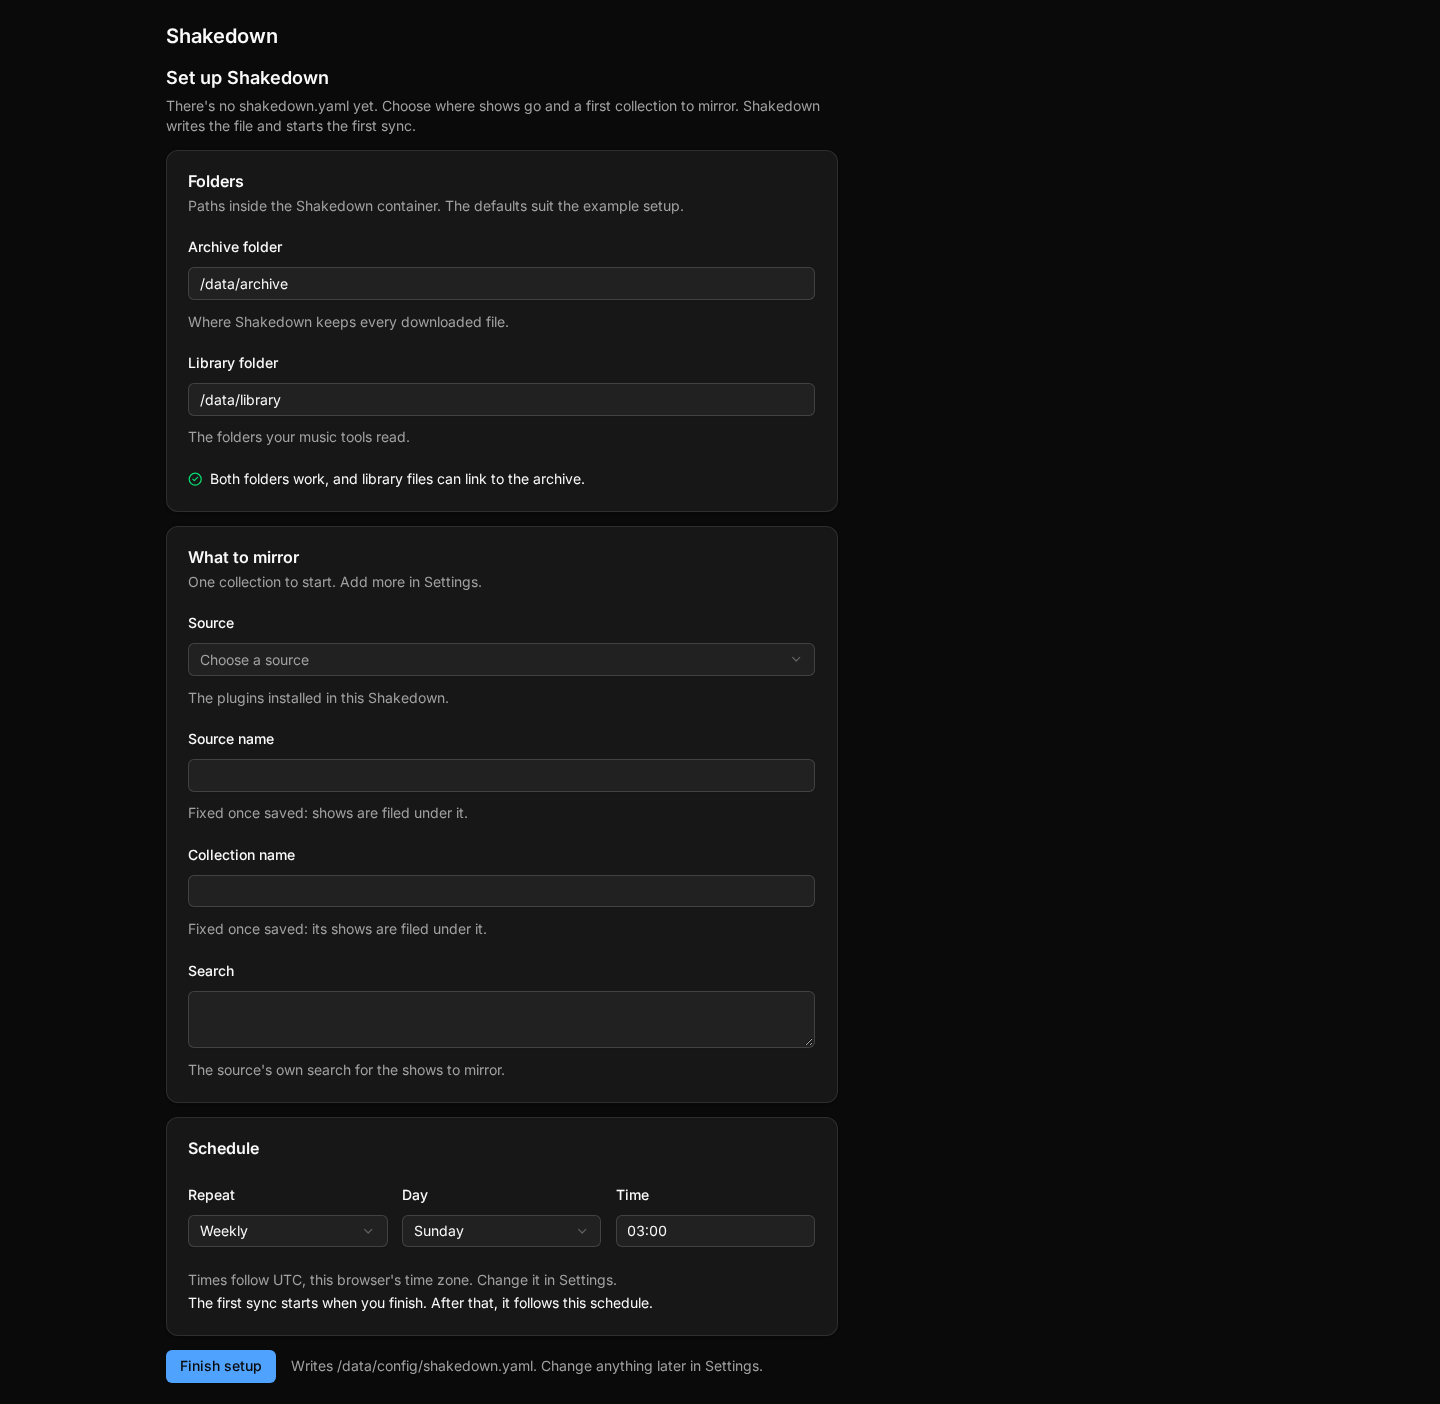 Shakedown
Set up Shakedown
There's no shakedown.yaml yet. Choose where shows go and a first collection to mirror. Shakedown
writes the file and starts the first sync.
Folders
Paths inside the Shakedown container. The defaults suit the example setup.
Archive folder
/data/archive
Where Shakedown keeps every downloaded file.
Library folder
/data/library
The folders your music tools read.
Both folders work, and library files can link to the archive.
What to mirror
One collection to start. Add more in Settings.
Source
Choose a source
The plugins installed in this Shakedown.
Source name
Fixed once saved: shows are filed under it.
Collection name
Fixed once saved: its shows are filed under it.
Search
The source's own search for the shows to mirror.
Schedule
Repeat Day Time
Weekly Sunday 03:00
Times follow UTC, this browser's time zone. Change it in Settings.
The first sync starts when you finish. After that, it follows this schedule.
Finish setup Writes /data/config/shakedown.yaml. Change anything later in Settings.